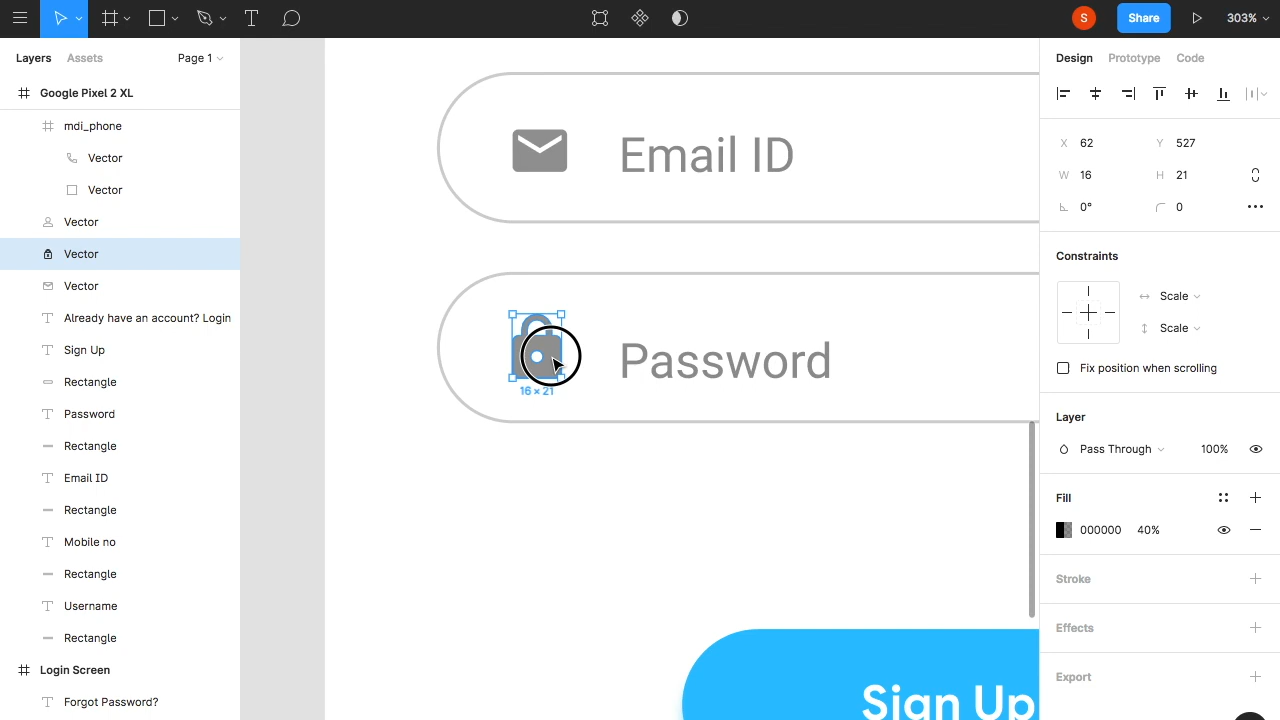 S
Share
303%
Layers
Assets
Page 1
Google Pixel 2 XL
mdi_phone
Vector
Vector
Vector
Vector
Vector
Already have an account? Login
Sign Up
Rectangle
Password
Rectangle
Email ID
Rectangle
Mobile no
Rectangle
Username
Rectangle
Login Screen
Forgot Password?
Email ID
Password
16 × 21
Sign Up
Design
Prototype
Code
X 62
Y 527
W 16
H 21
0°
0
Constraints
Scale
Scale
Fix position when scrolling
Layer
Pass Through
100%
Fill
000000
40%
Stroke
Effects
Export